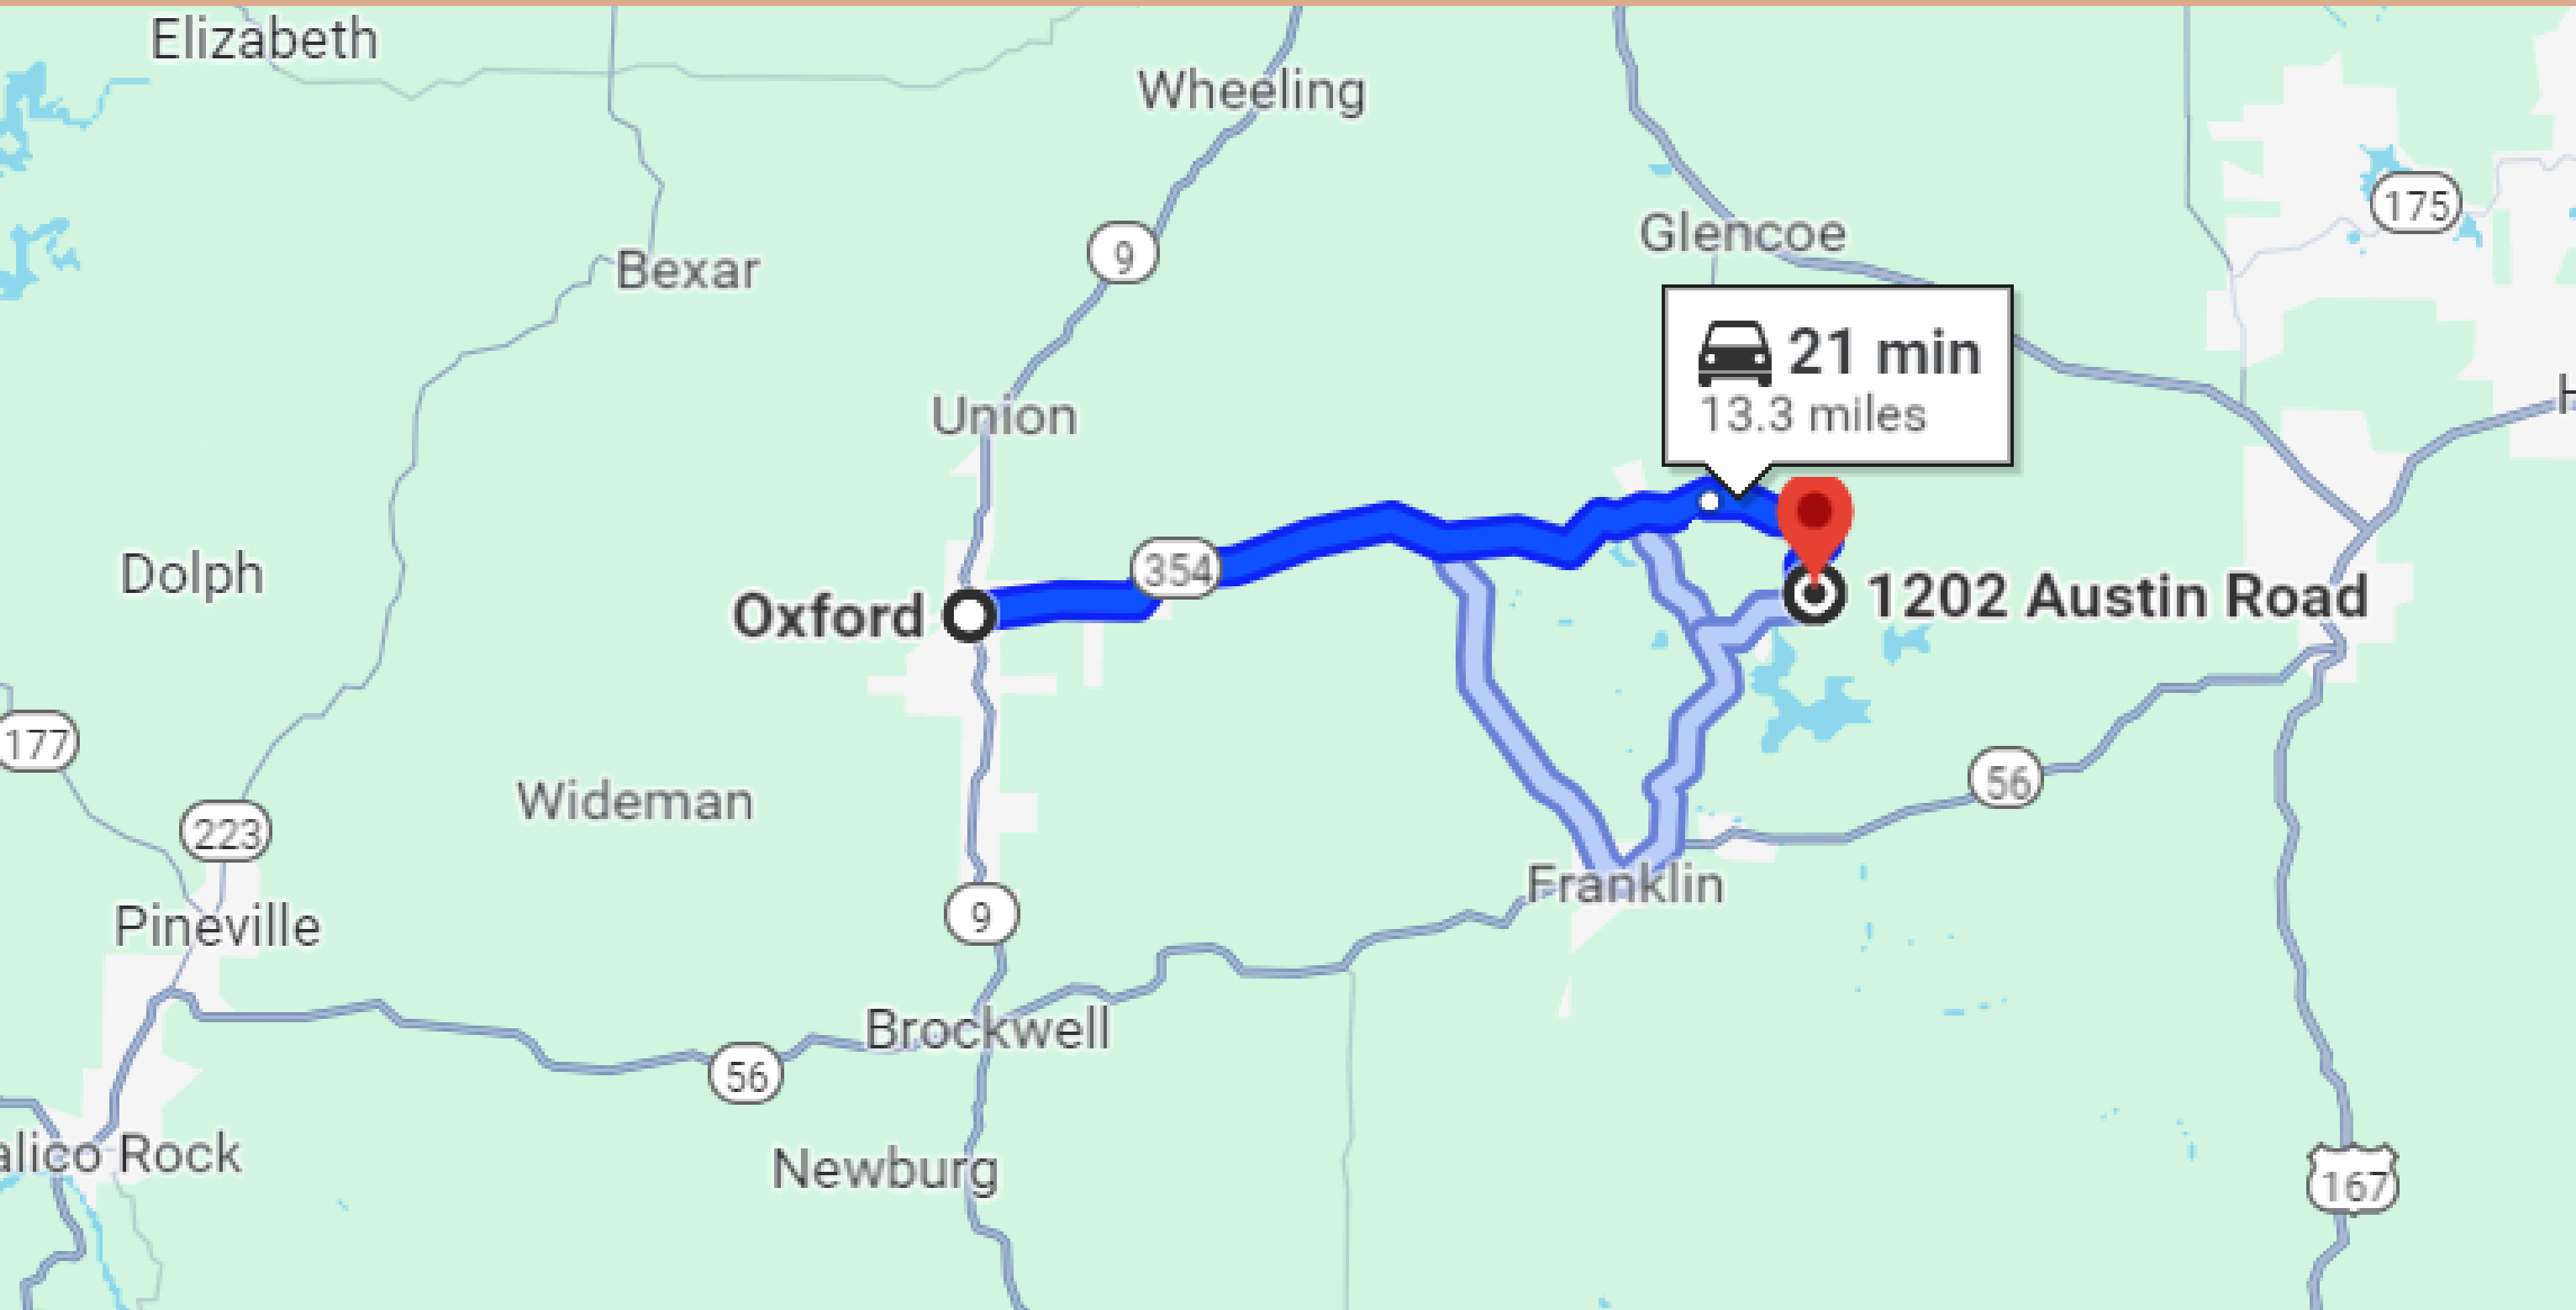 Elizabeth
Wheeling
175
Glencoe
9
Bexar
21 min
13.3 miles
H
Union
354
Dolph
Oxford
1202 Austin Road
177
56
Wideman
223
Franklin
9
Pineville
Brockwell
56
alico Rock
Newburg
167